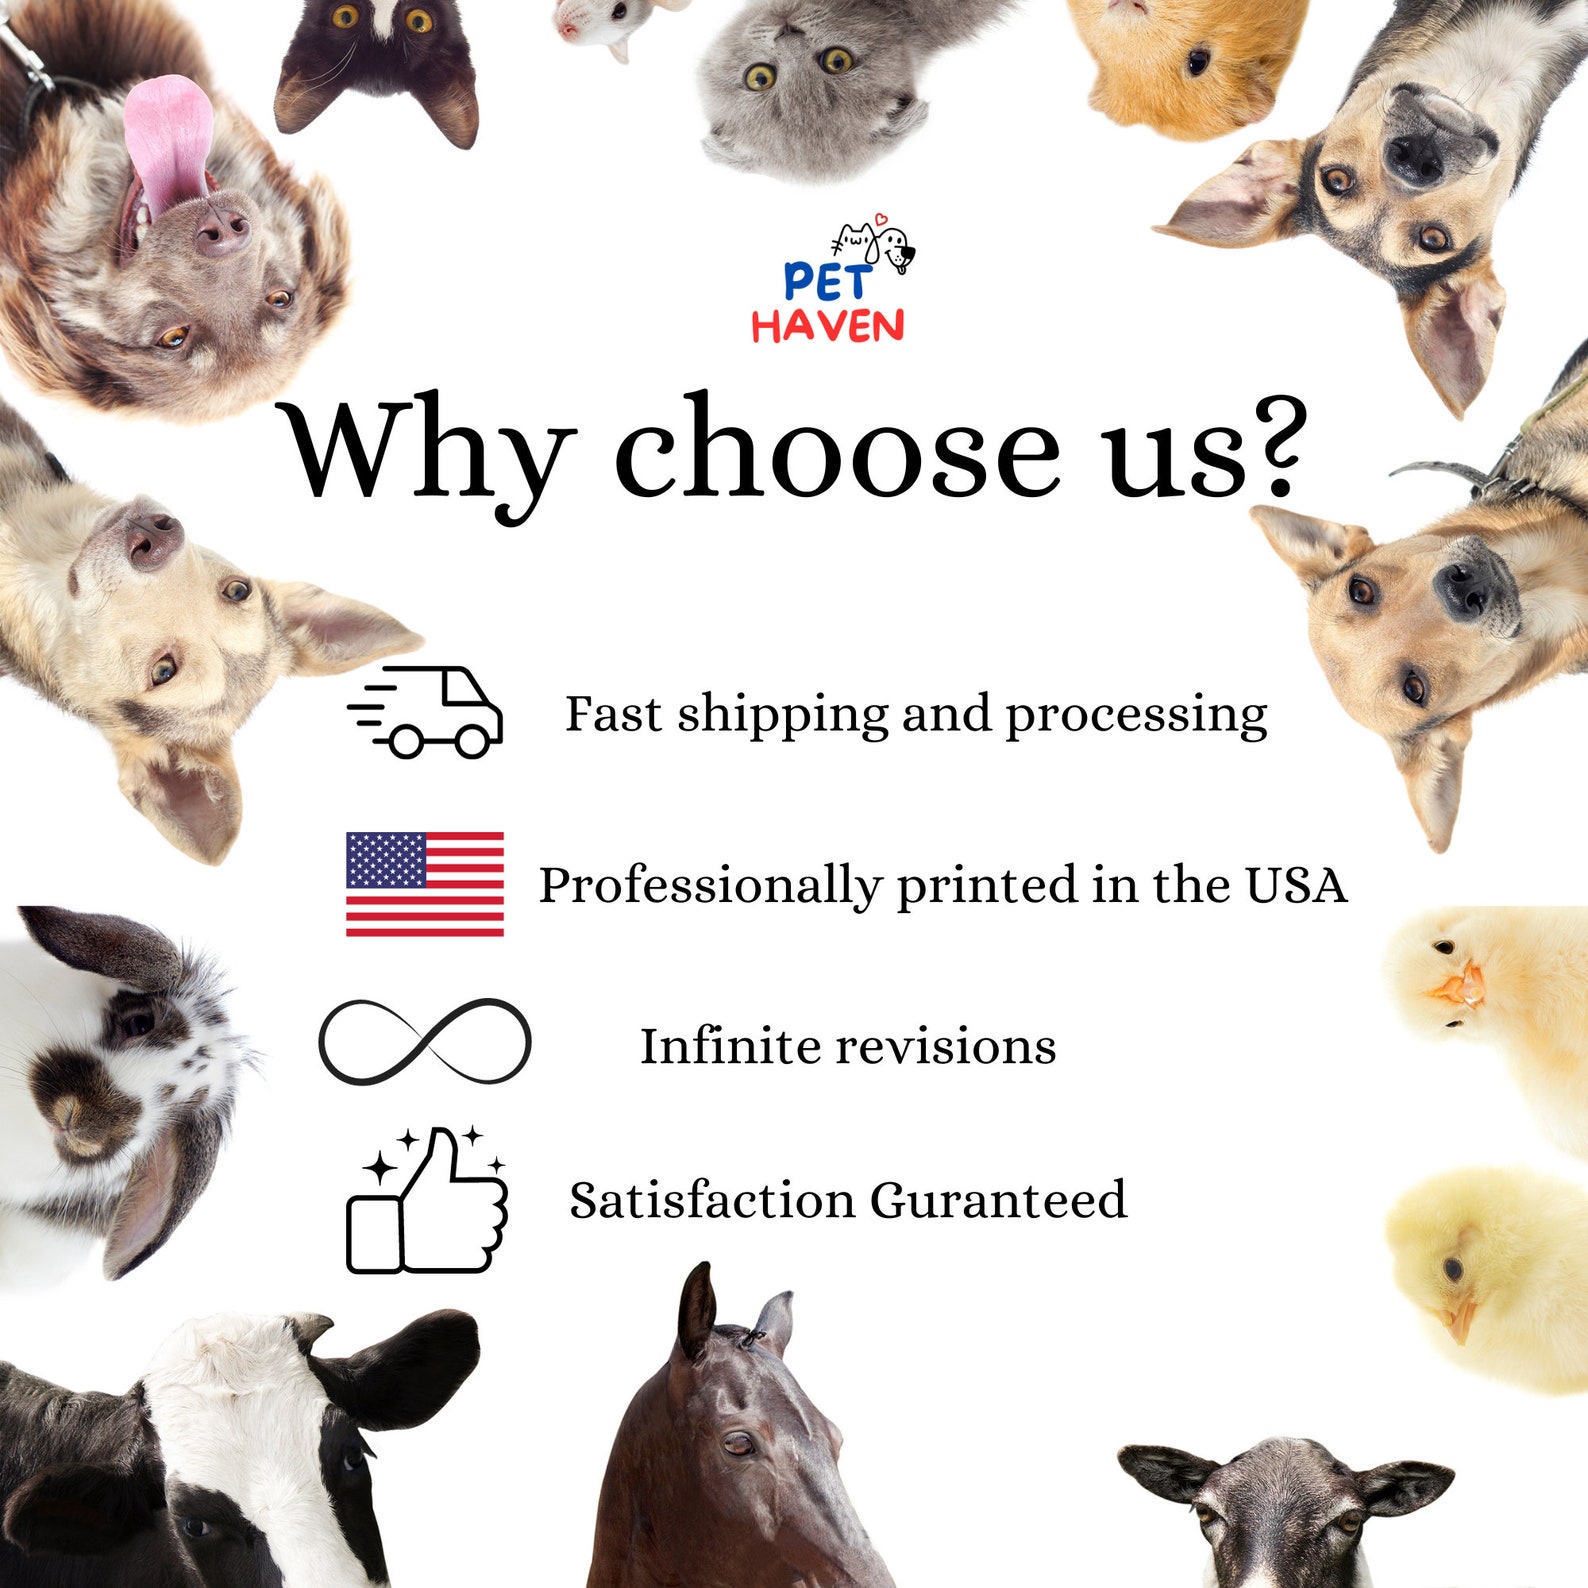 PET
HAVEN
Why choose us?
Fast shipping and processing
Professionally printed in the USA
Infinite revisions
Satisfaction Guranteed